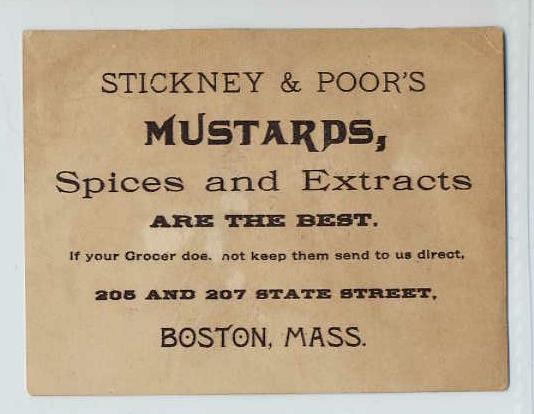 STICKNEY & POOR'S
MUSTARDS,
Spices and Extracts
ARE THE BEST.
If your Grocer doe. not keep them send to us direct,
205 AND 207 STATE STREET,
BOSTON, MASS.